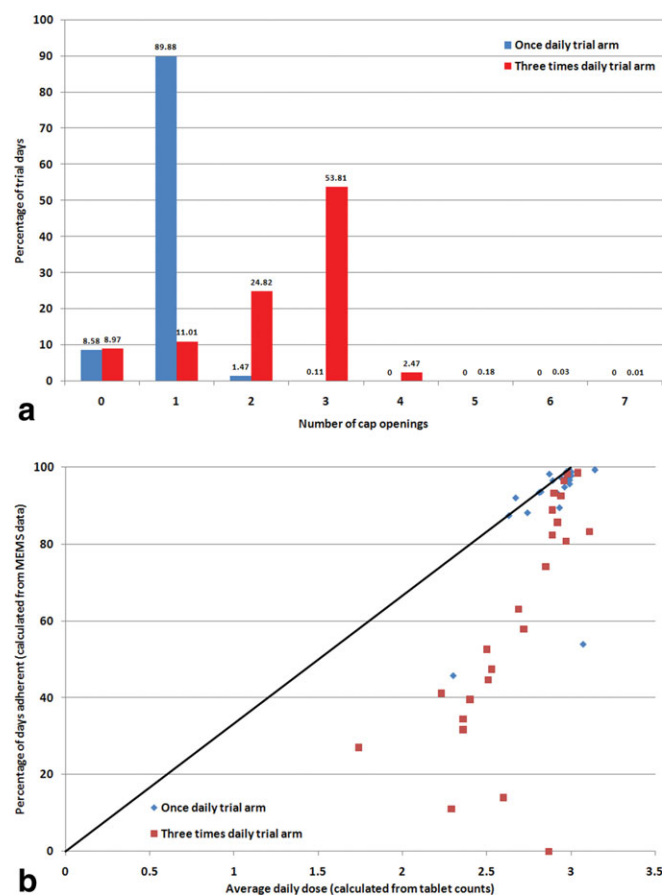 100
90
80
70
60
50
40
30
20
10
0
Percentage of trial days
89.88
Once daily trial arm
Three times daily trial arm
53.81
24.82
8.58 8.97
11.01
1.47
0.11
0 2.47
0 0.18
0 0.03
0 0.01
0 1 2 3 4 5 6 7
Number of cap openings
a
100
80
60
40
20
0
Percentage of days adherent (calculated from MEMS data)
Once daily trial arm
Three times daily trial arm
0 0.5 1 1.5 2 2.5 3 3.5
Average daily dose (calculated from tablet counts)
b